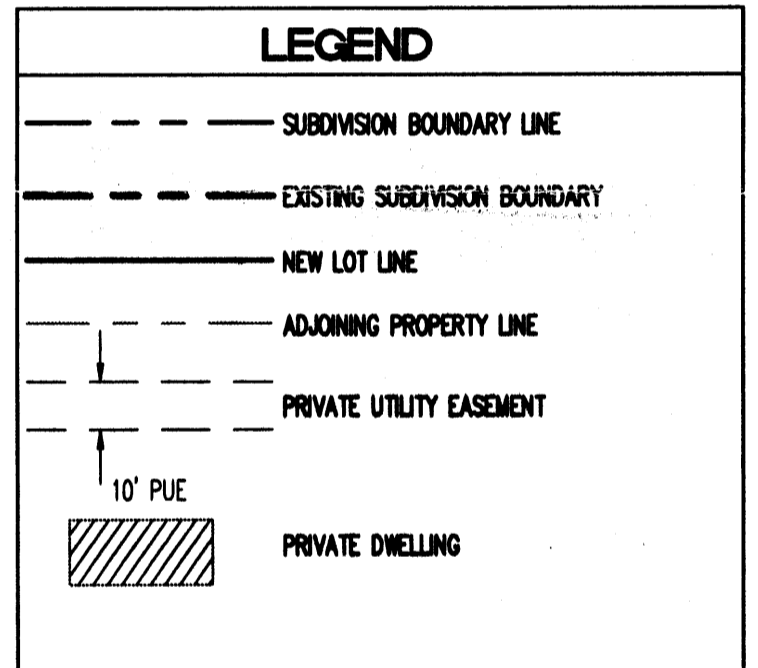 LEGEND
SUBDIVISION BOUNDARY LINE
EXISTING SUBDIVISION BOUNDARY
NEW LOT LINE
ADJOINING PROPERTY LINE
PRIVATE UTILITY EASEMENT
10' PUE
PRIVATE DWELLING